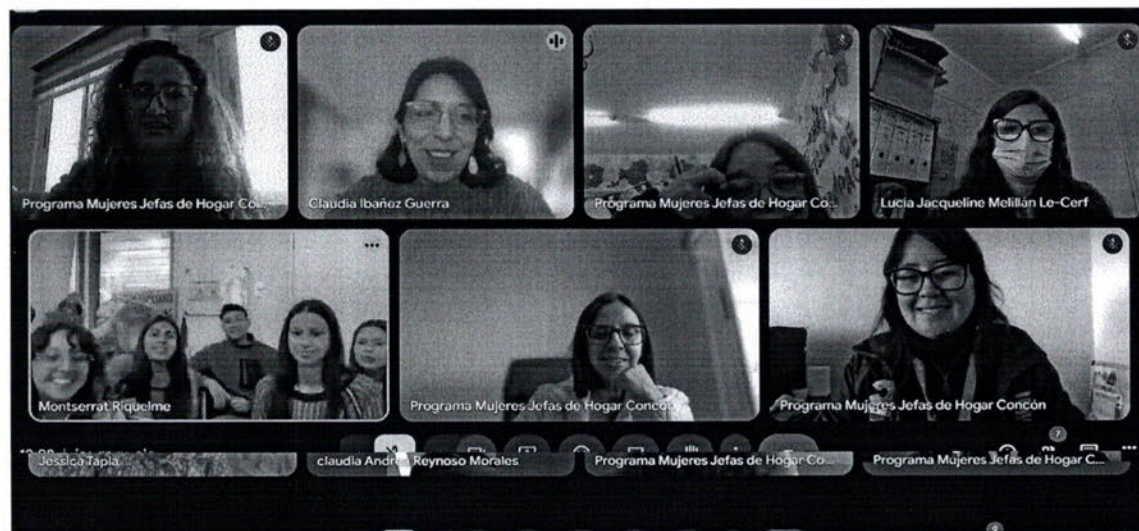 Programa Mujeres Jefas de Hogar Co...
Claudia Ibañez Guerra
Programa Mujeres Jefas de Hogar Co...
Lucía Jacqueline Melillán Le-Cerf
Montserrat Riquelme
Programa Mujeres Jefas de Hogar Concón
Programa Mujeres Jefas de Hogar Concón
7
Jessica Tapia
claudia Andrea Reynoso Morales
Programa Mujeres Jefas de Hogar Co...
Programa Mujeres Jefas de Hogar C...